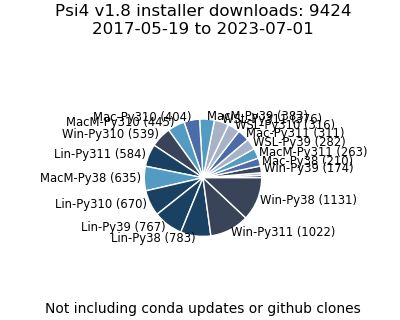 Psi4 v1.8 installer downloads: 9424
2017-05-19 to 2023-07-01
Mac-Py310 (404)
MacM-Py39 (383)
WSL-Py311 (376)
MacM-Py310 (445)
WSL-Py310 (316)
Win-Py310 (539)
Mac-Py311 (311)
WSL-Py39 (282)
Lin-Py311 (584)
MacM-Py311 (263)
Mac-Py38 (210)
Win-Py39 (174)
MacM-Py38 (635)
Win-Py38 (1131)
Lin-Py310 (670)
Lin-Py39 (767)
Win-Py311 (1022)
Lin-Py38 (783)
Not including conda updates or github clones